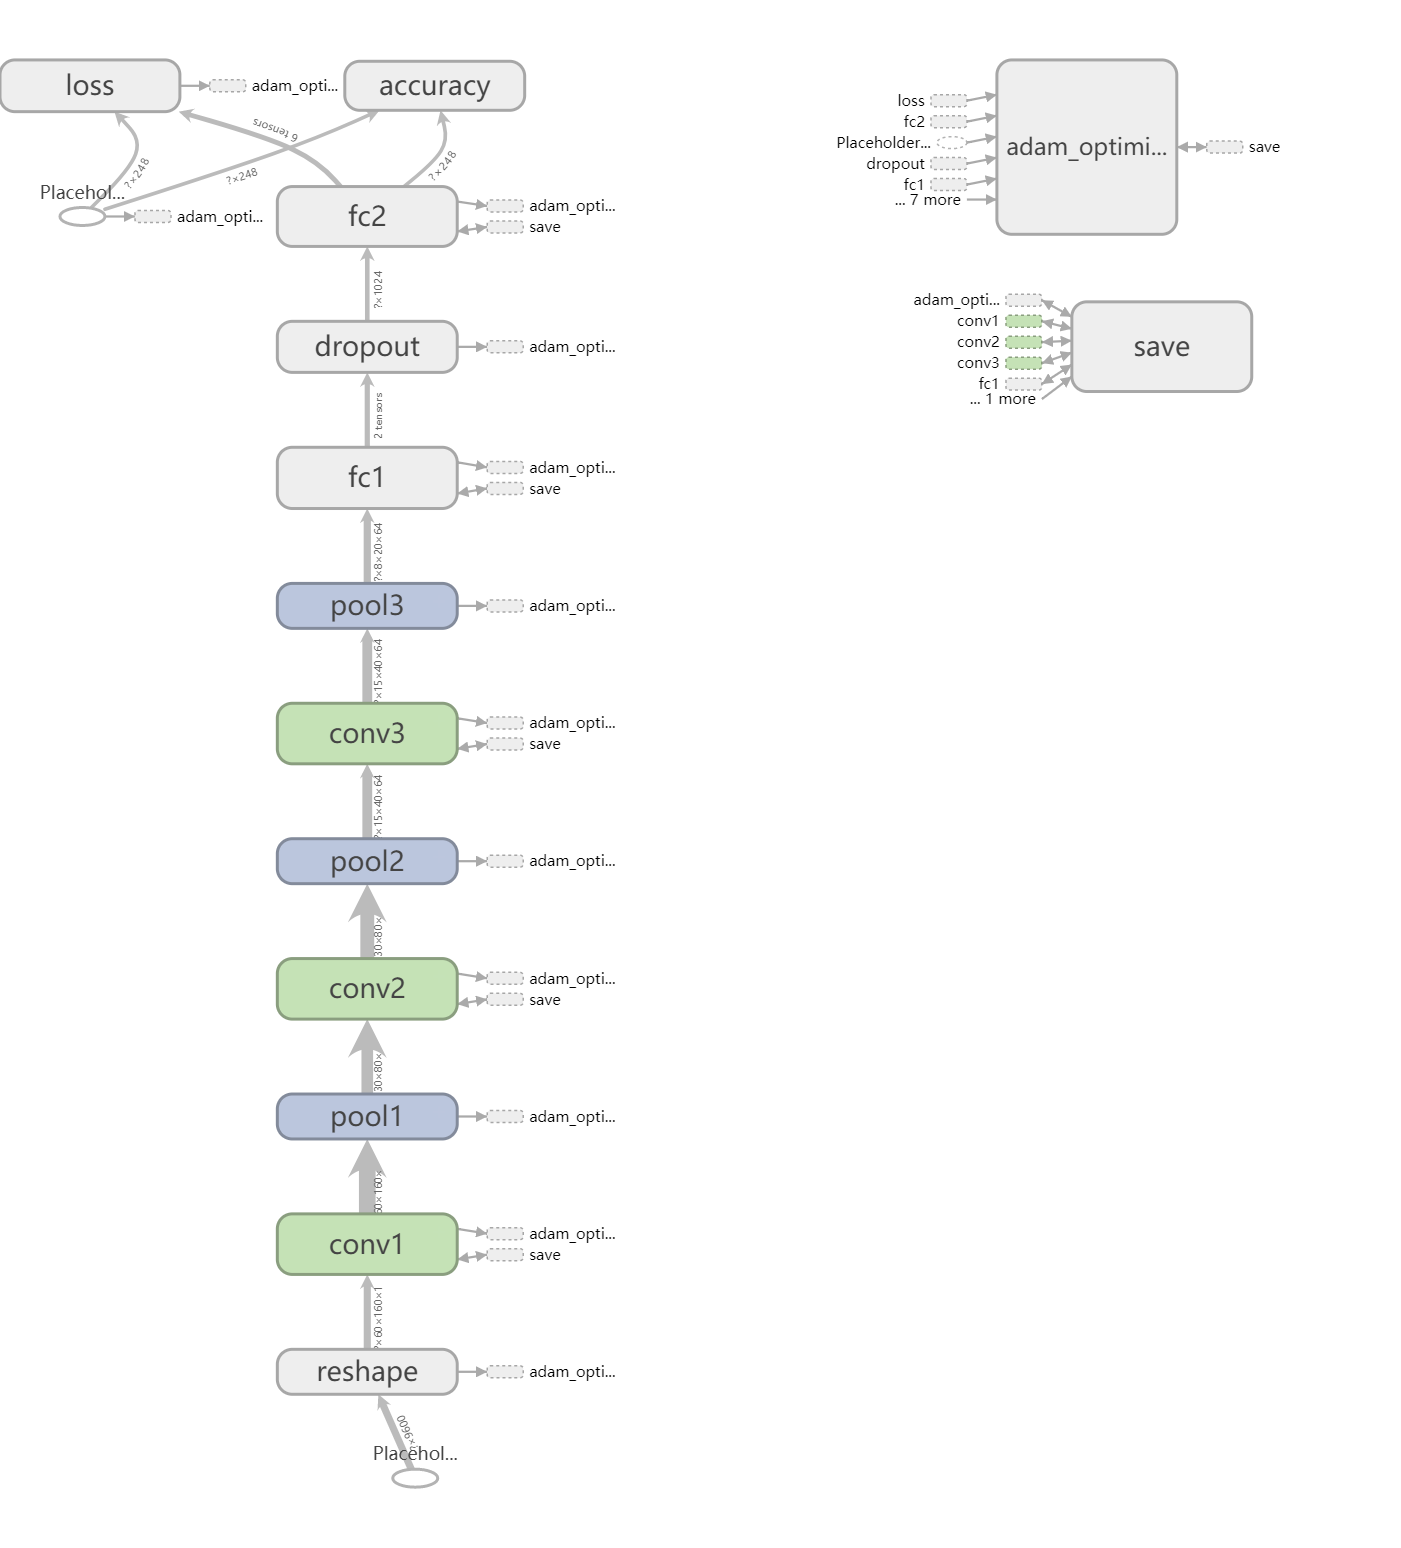 loss
adam_opti...
accuracy
6 tensors
?×248
?×248
?×248
Placehol...
adam_opti...
fc2
adam_opti...
save
?×1024
dropout
adam_opti...
2 tensors
fc1
adam_opti...
save
?×8×20×64
pool3
adam_opti...
?×15×40×64
conv3
adam_opti...
save
?×15×40×64
pool2
adam_opti...
30×80×
conv2
adam_opti...
save
30×80×
pool1
adam_opti...
60×160×
conv1
adam_opti...
save
?×60×160×1
reshape
adam_opti...
?×9600
Placehol...
loss
fc2
Placeholder...
dropout
fc1
... 7 more
adam_optimi...
save
adam_opti...
conv1
conv2
conv3
fc1
... 1 more
save